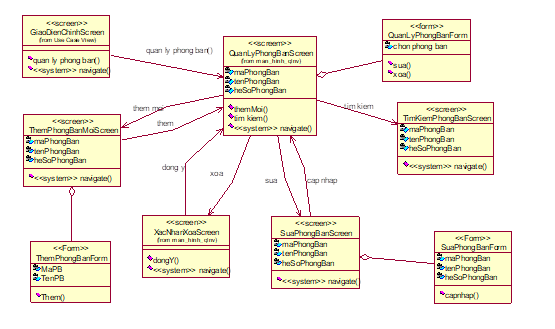 <<screen>>
GiaoDienChinhScreen
(from Use Case View)
quan ly phong ban()
<<system>> navigate()
quan ly phong ban()
<<screen>>
QuanLyPhongBanScreen
(from man_hinh_qlnv)
maPhongBan
tenPhongBan
heSoPhongBan
themMoi()
tim kiem()
<<system>> navigate()
<<form>>
QuanLyPhongBanForm
chon phong ban
sua()
xoa()
them moi
them
tim kiem
<<screen>>
ThemPhongBanMoiScreen
maPhongBan
tenPhongBan
heSoPhongBan
<<system>> navigate()
<<screen>>
TimKiemPhongBanScreen
maPhongBan
tenPhongBan
heSoPhongBan
<<system>> navigate()
dong y
xoa
sua
cap nhap
<<Form>>
ThemPhongBanForm
MaPB
TenPB
Them()
<<screen>>
XacNhanXoaScreen
(from man_hinh_qlnv)
dongY()
<<system>> navigate()
<<screen>>
SuaPhongBanScreen
maPhongBan
tenPhongBan
heSoPhongBan
<<system>> navigate()
<<Form>>
SuaPhongBanForm
maPhongBan
tenPhongBan
heSoPhongBan
capnhap()